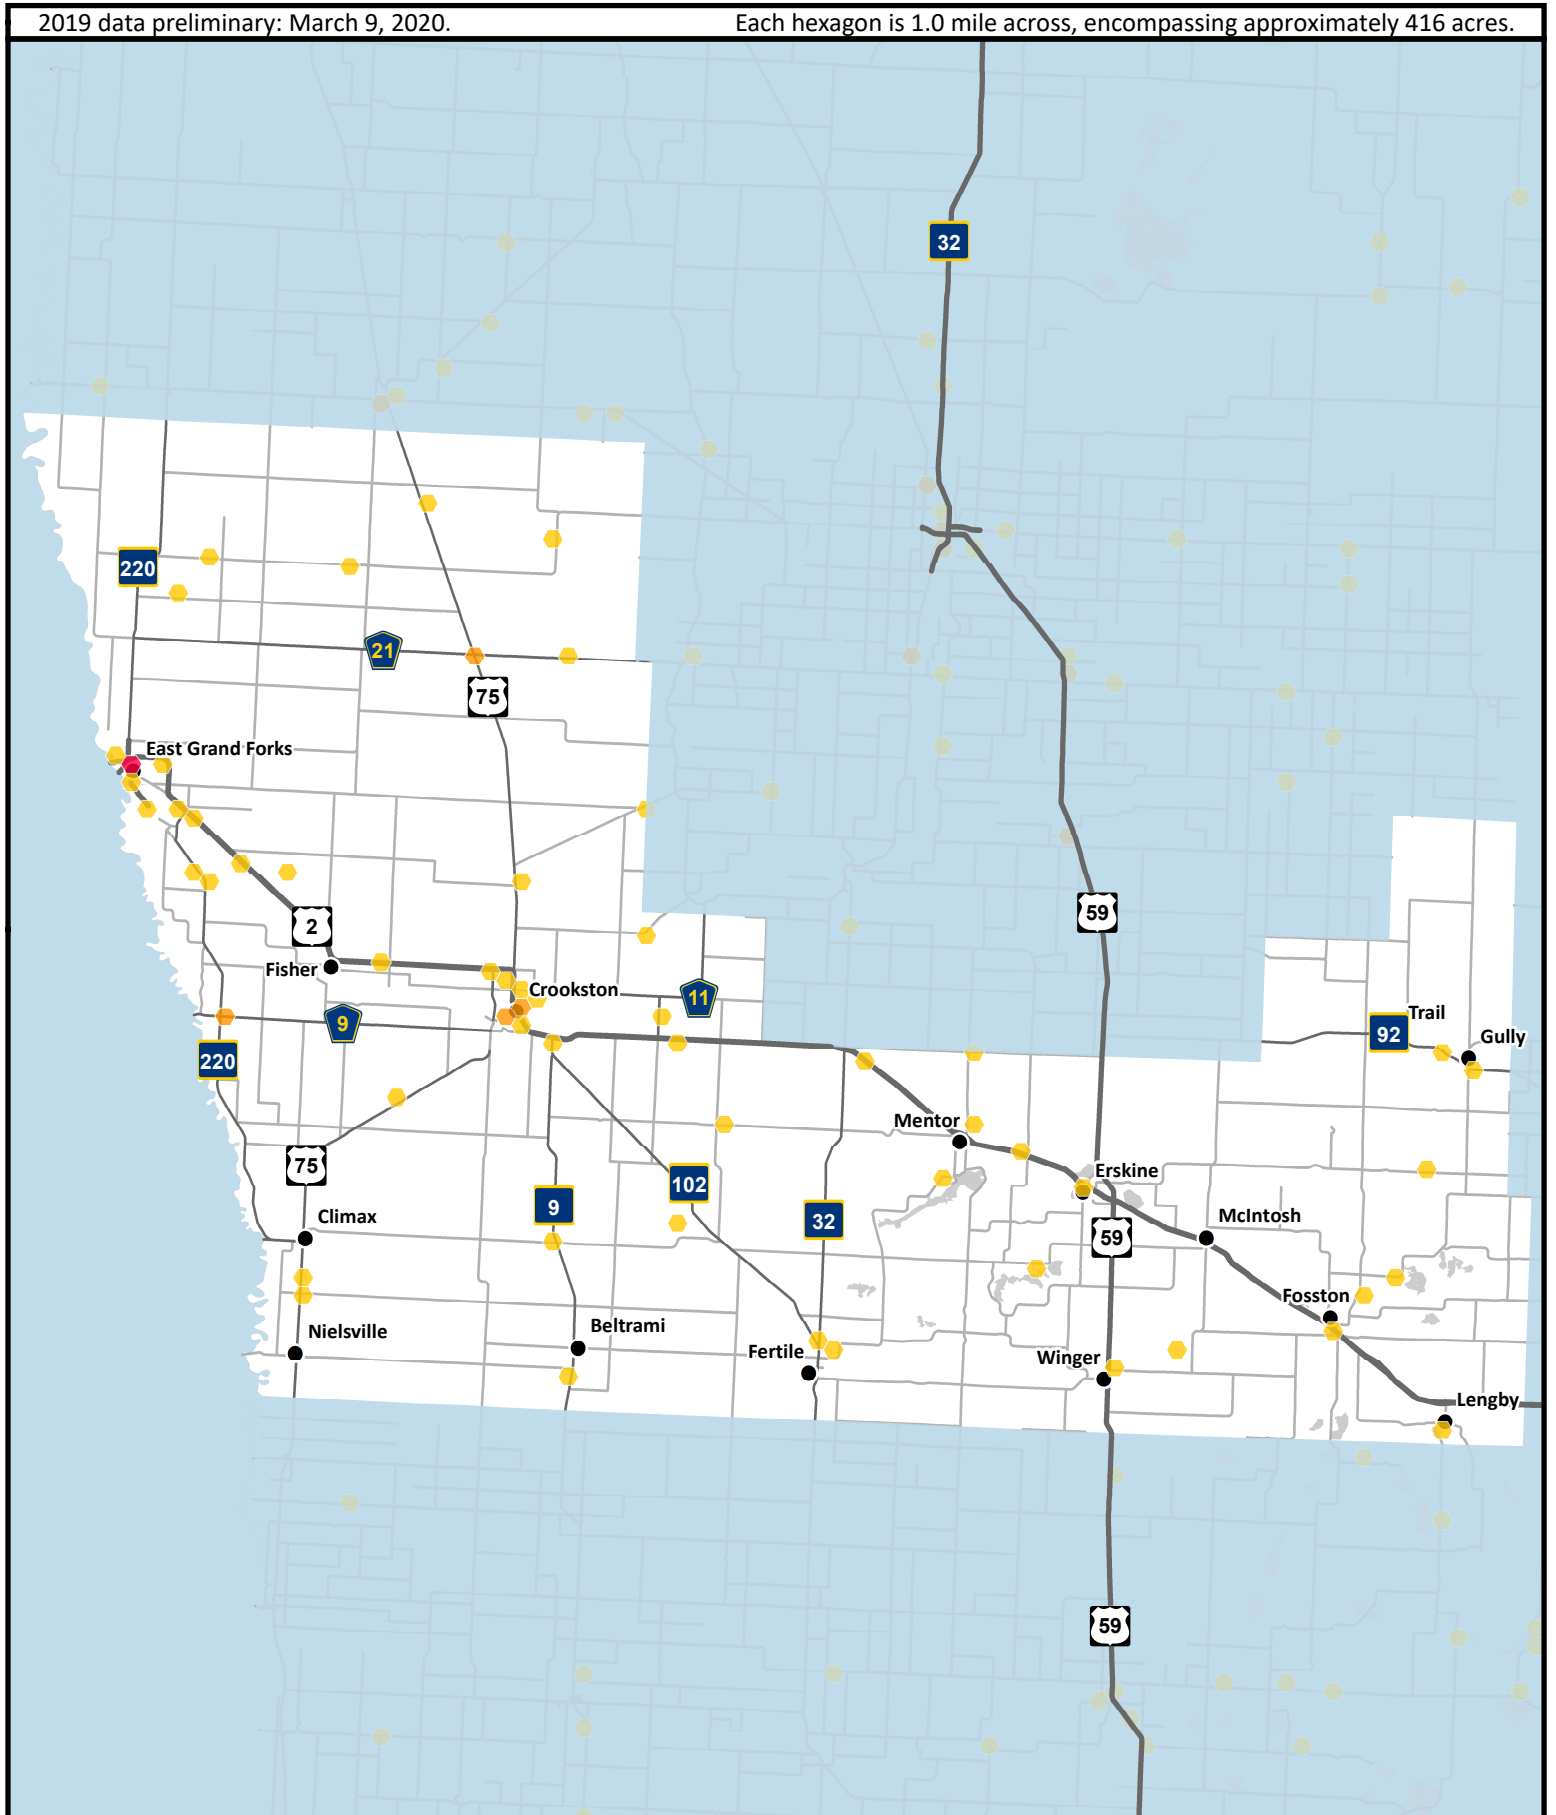 2019 data preliminary: March 9, 2020.
Each hexagon is 1.0 mile across, encompassing approximately 416 acres.
32
220
21
75
East Grand Forks
59
2
Fisher
Crookston
11
9
Trail
92
Gully
220
Mentor
75
Erskine
102
9
Climax
32
McIntosh
59
Fosston
Nielsville
Beltrami
Fertile
Winger
Lengby
59